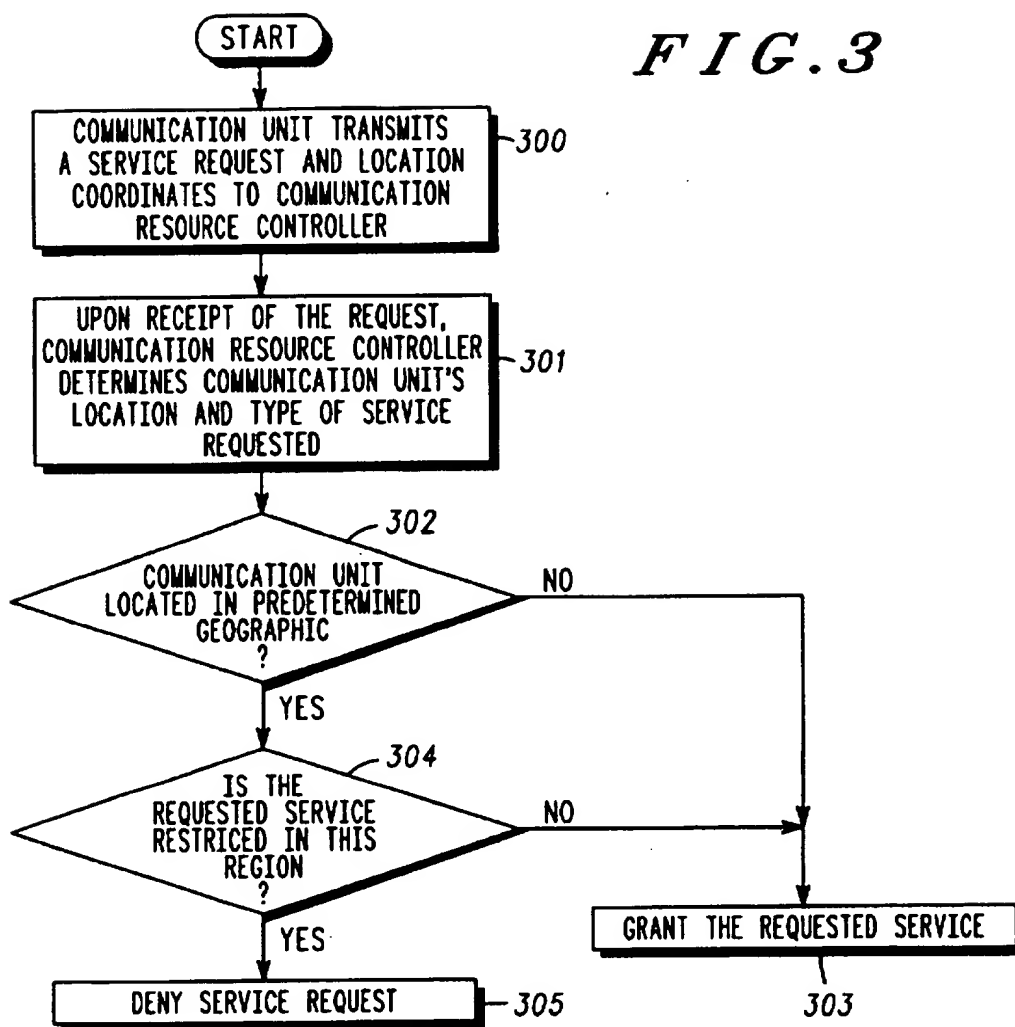 START
FIG.3
COMMUNICATION UNIT TRANSMITS
A SERVICE REQUEST AND LOCATION
COORDINATES TO COMMUNICATION
RESOURCE CONTROLLER
300
UPON RECEIPT OF THE REQUEST,
COMMUNICATION RESOURCE CONTROLLER
DETERMINES COMMUNICATION UNIT'S
LOCATION AND TYPE OF SERVICE
REQUESTED
301
302
COMMUNICATION UNIT
LOCATED IN PREDETERMINED
GEOGRAPHIC
?
NO
YES
304
IS THE
REQUESTED SERVICE
RESTRICED IN THIS
REGION
?
NO
YES
GRANT THE REQUESTED SERVICE
303
DENY SERVICE REQUEST
305